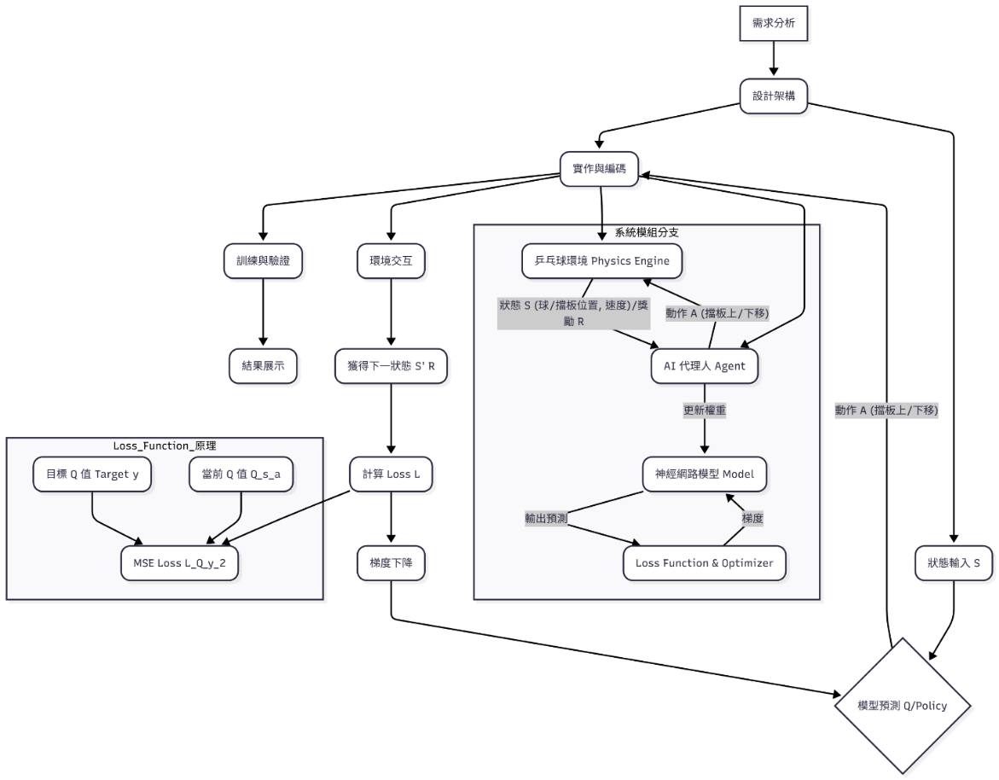 需求分析
設計架構
實作與編碼
系統模組分支
訓練與驗證
環境交互
乒乓球環境 Physics Engine
狀態 S (球/擋板位置, 速度)/獎
勵 R
動作 A (擋板上/下移)
結果展示
獲得下一狀態 S' R
AI 代理人 Agent
更新權重
動作 A (擋板上/下移)
Loss_Function_原理
目標 Q 值 Target y
當前 Q 值 Q_s_a
計算 Loss L
神經網路模型 Model
輸出預測
梯度
MSE Loss L_Q_y_2
梯度下降
Loss Function & Optimizer
狀態輸入 S
模型預測 Q/Policy